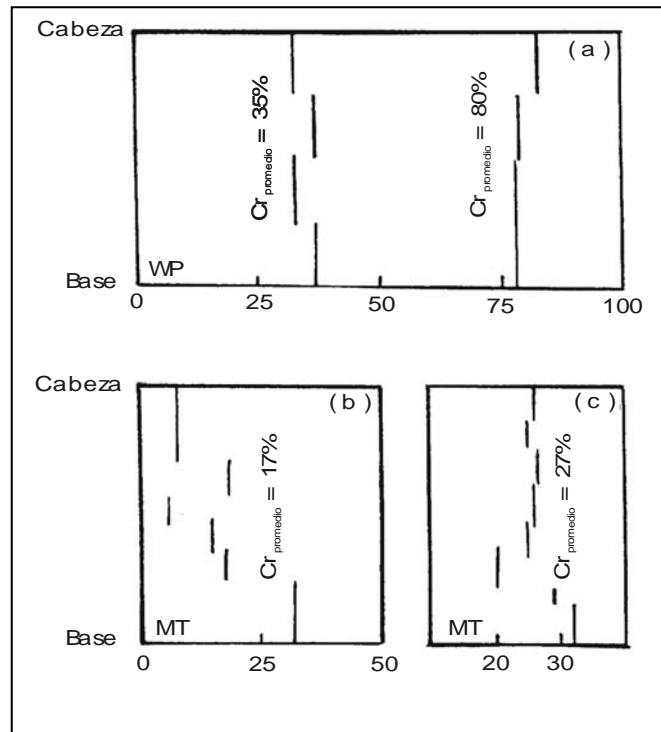 Cabeza
(a)
Cr promedio = 35%
Cr promedio = 80%
WP
Base
0 25 50 75 100
Cabeza
(b)
(c)
Cr promedio = 17%
Cr promedio = 27%
Base
MT
MT
0 25 50
20 30